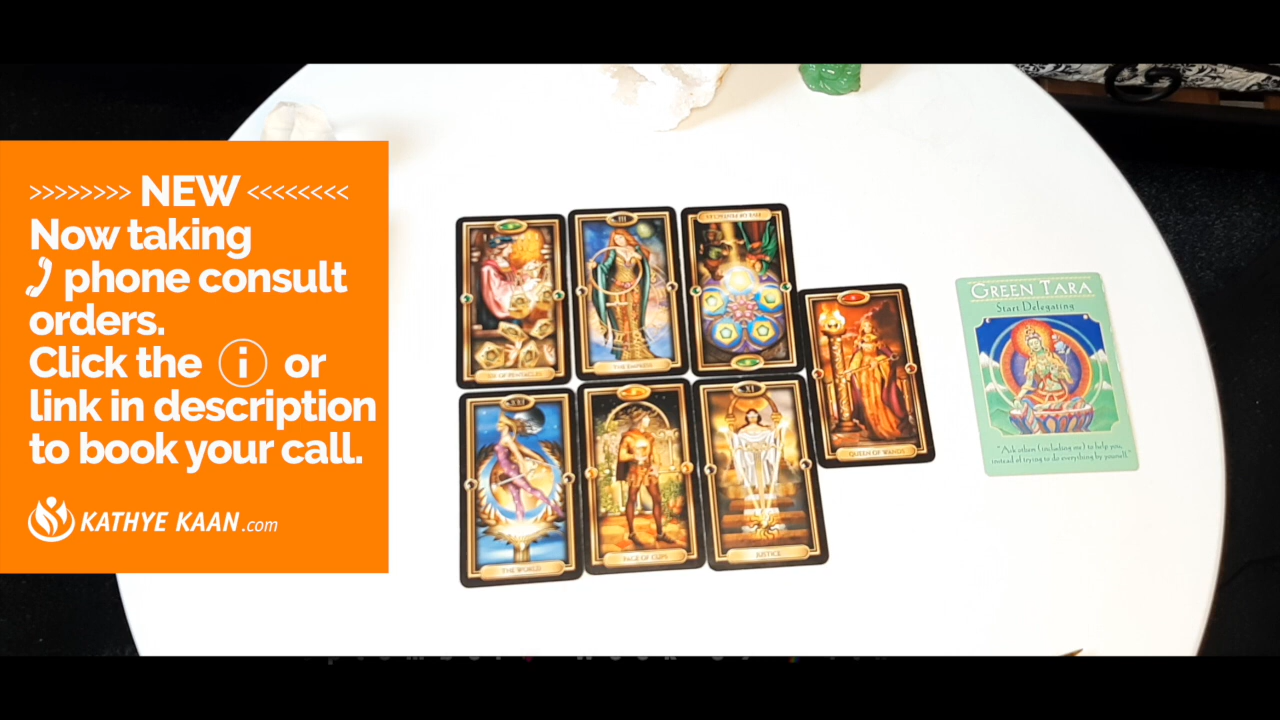 >>>>>>>> NEW <<<<<<<<
Now taking
phone consult
orders.
Click the i or
link in description
to book your call.
KATHYE KAAN.com
III
THE EMPRESS
OF PENTACLES
QUEEN OF WANDS
GREEN TARA
Start Delegating
"Ask others (including me) to help you,
instead of trying to do everything by yourself."
XXI
THE WORLD
PAGE OF CUPS
XI
JUSTICE